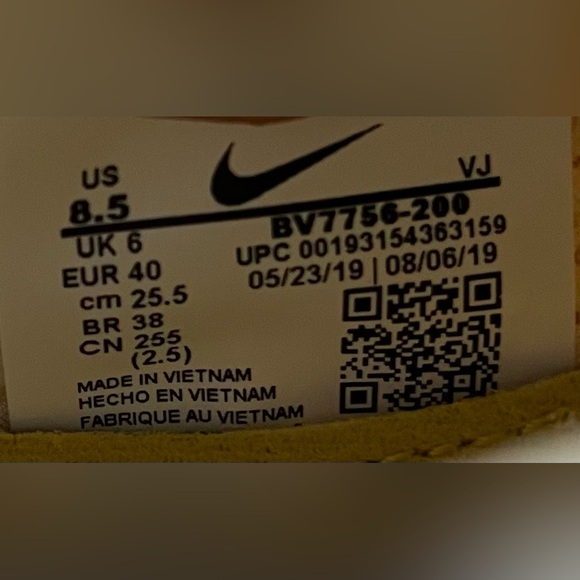 US
8.5
VJ
UK 6
BV7756-200
EUR 40
UPC 00193154363159
cm 25.5
05/23/19 | 08/06/19
BR 38
CN 255
(2.5)
MADE IN VIETNAM
HECHO EN VIETNAM
FABRIQUE AU VIETNAM